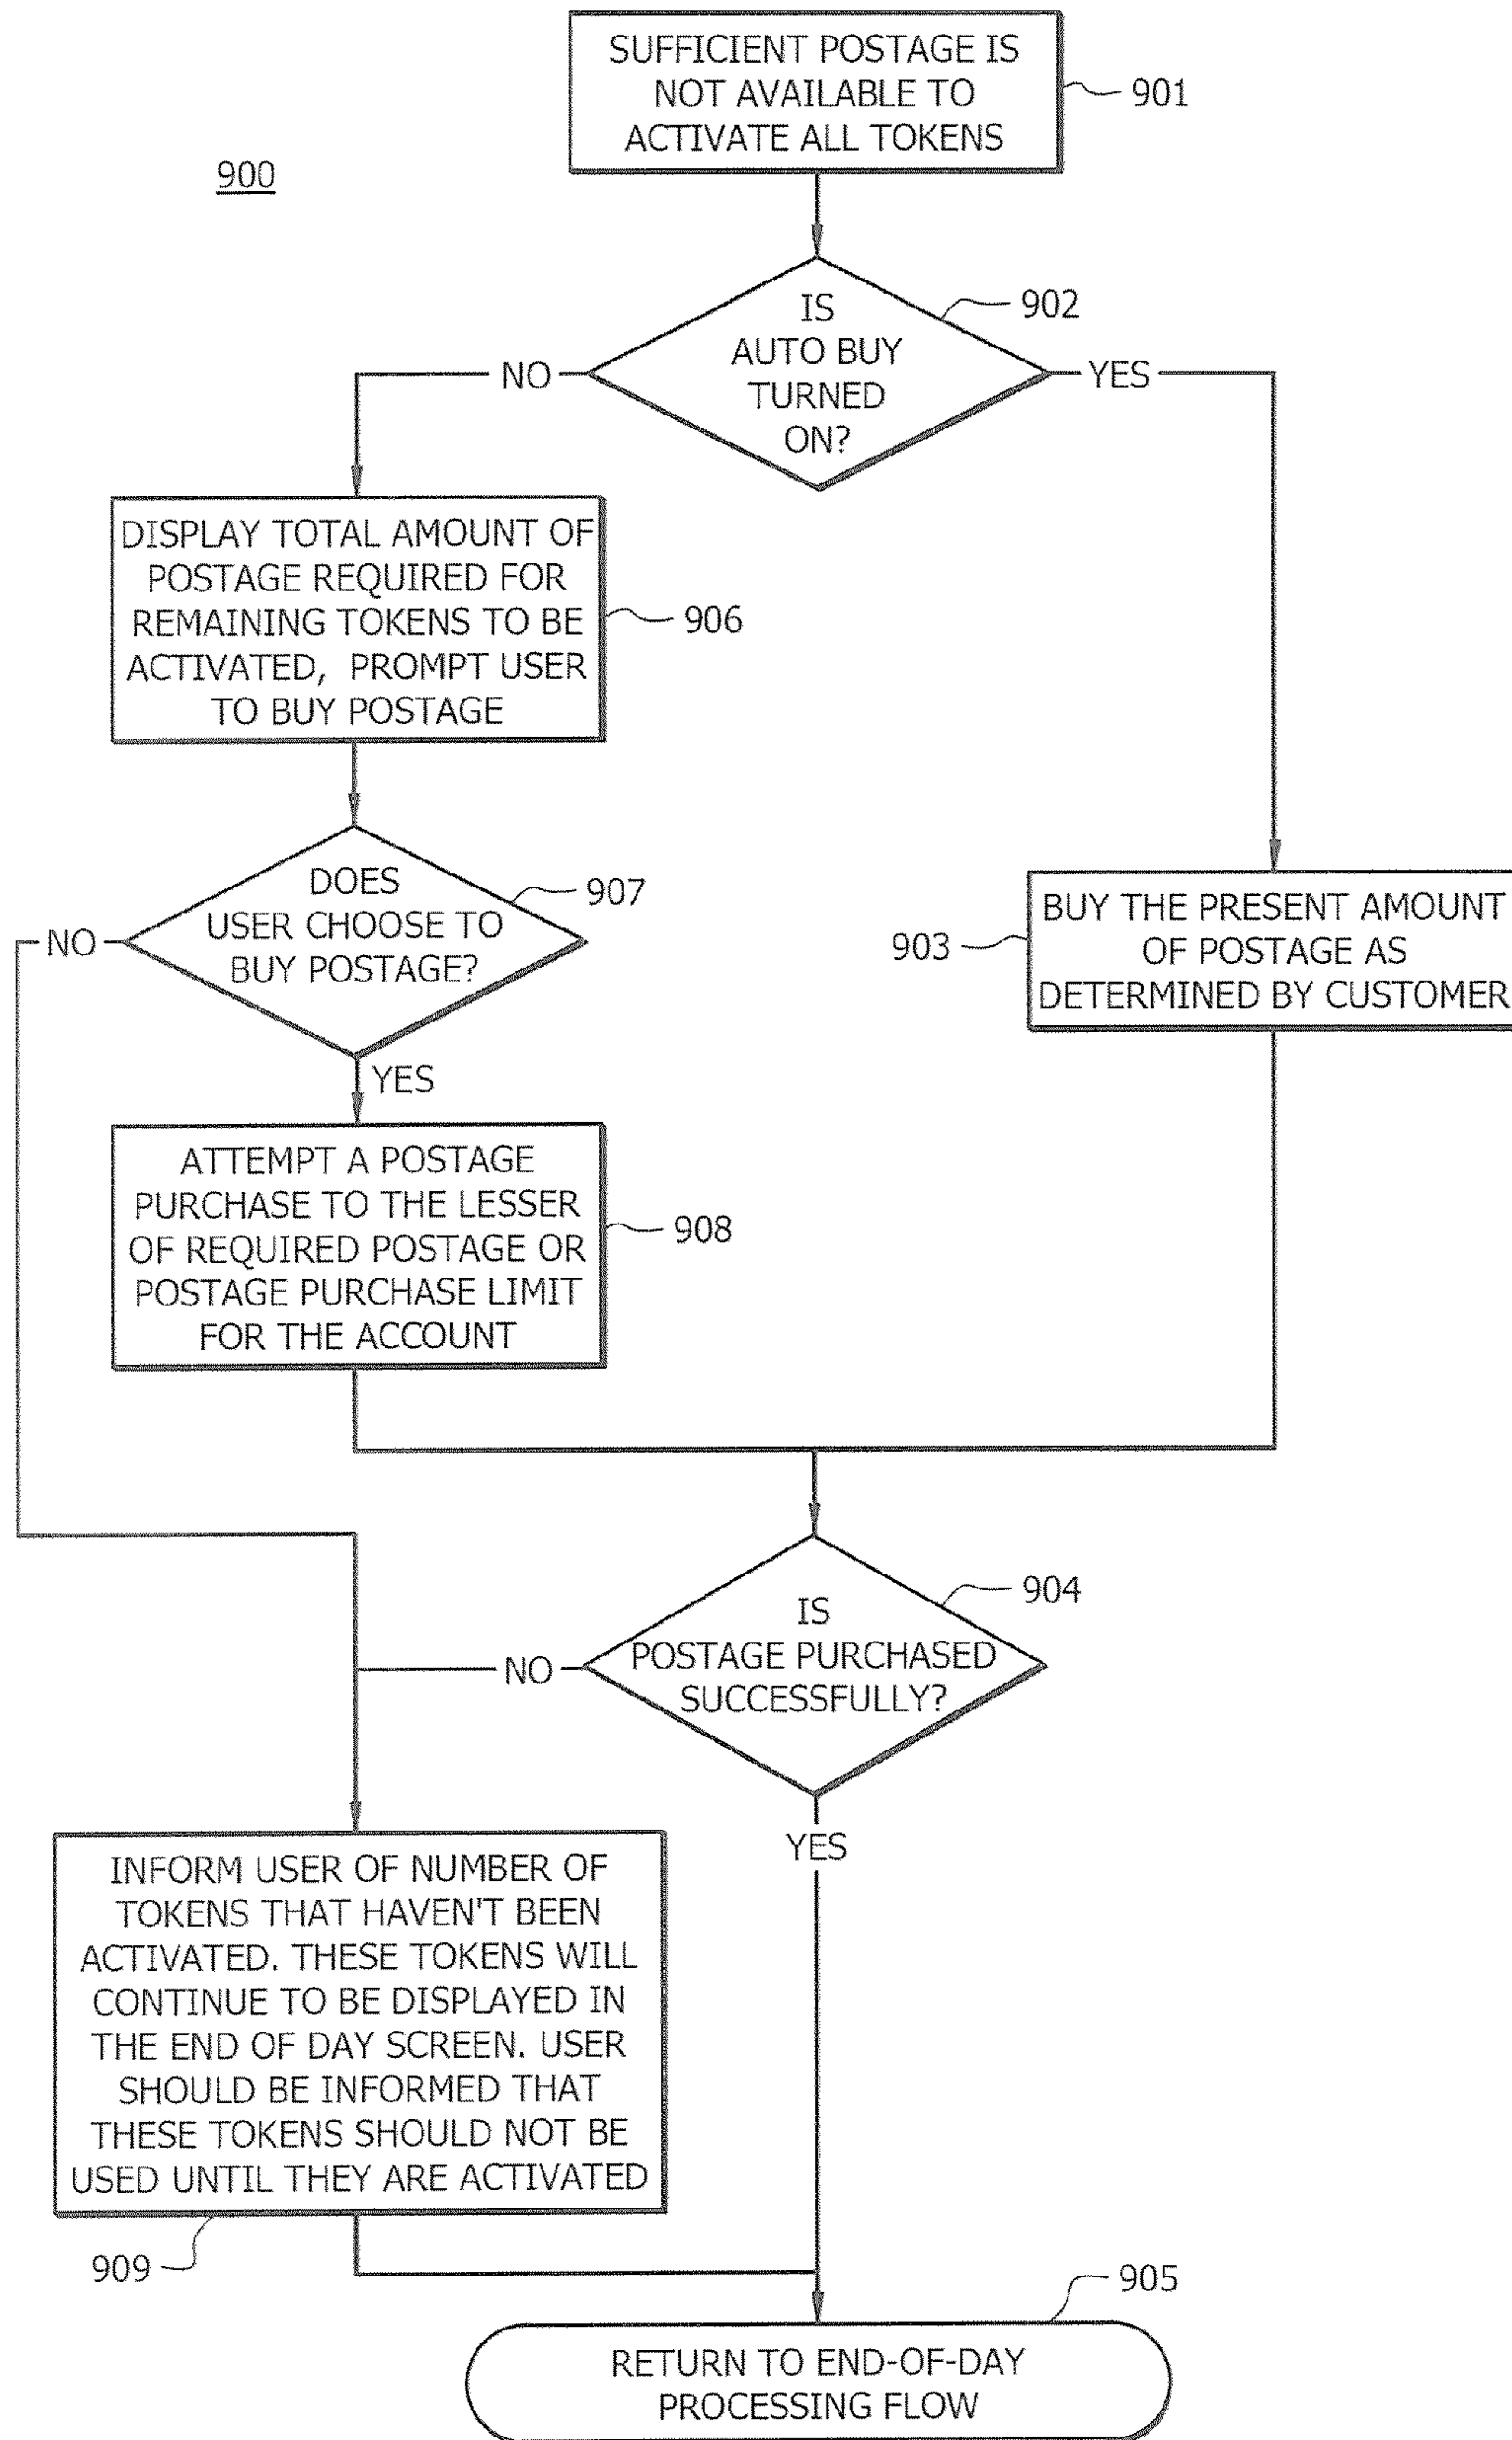 SUFFICIENT POSTAGE IS
NOT AVAILABLE TO
ACTIVATE ALL TOKENS
901
900
IS
AUTO BUY
TURNED
ON?
902
NO
YES
DISPLAY TOTAL AMOUNT OF
POSTAGE REQUIRED FOR
REMAINING TOKENS TO BE
ACTIVATED, PROMPT USER
TO BUY POSTAGE
906
DOES
USER CHOOSE TO
BUY POSTAGE?
907
NO
YES
BUY THE PRESENT AMOUNT
OF POSTAGE AS
DETERMINED BY CUSTOMER
903
ATTEMPT A POSTAGE
PURCHASE TO THE LESSER
OF REQUIRED POSTAGE OR
POSTAGE PURCHASE LIMIT
FOR THE ACCOUNT
908
IS
POSTAGE PURCHASED
SUCCESSFULLY?
904
NO
YES
INFORM USER OF NUMBER OF
TOKENS THAT HAVEN'T BEEN
ACTIVATED. THESE TOKENS WILL
CONTINUE TO BE DISPLAYED IN
THE END OF DAY SCREEN. USER
SHOULD BE INFORMED THAT
THESE TOKENS SHOULD NOT BE
USED UNTIL THEY ARE ACTIVATED
909
905
RETURN TO END-OF-DAY
PROCESSING FLOW